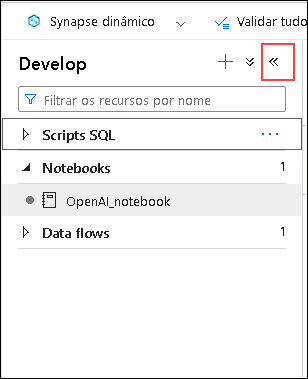 Synapse dinâmico
Validar tudo
Develop
Filtrar os recursos por nome
Scripts SQL
Notebooks 1
OpenAI_notebook
Data flows 1